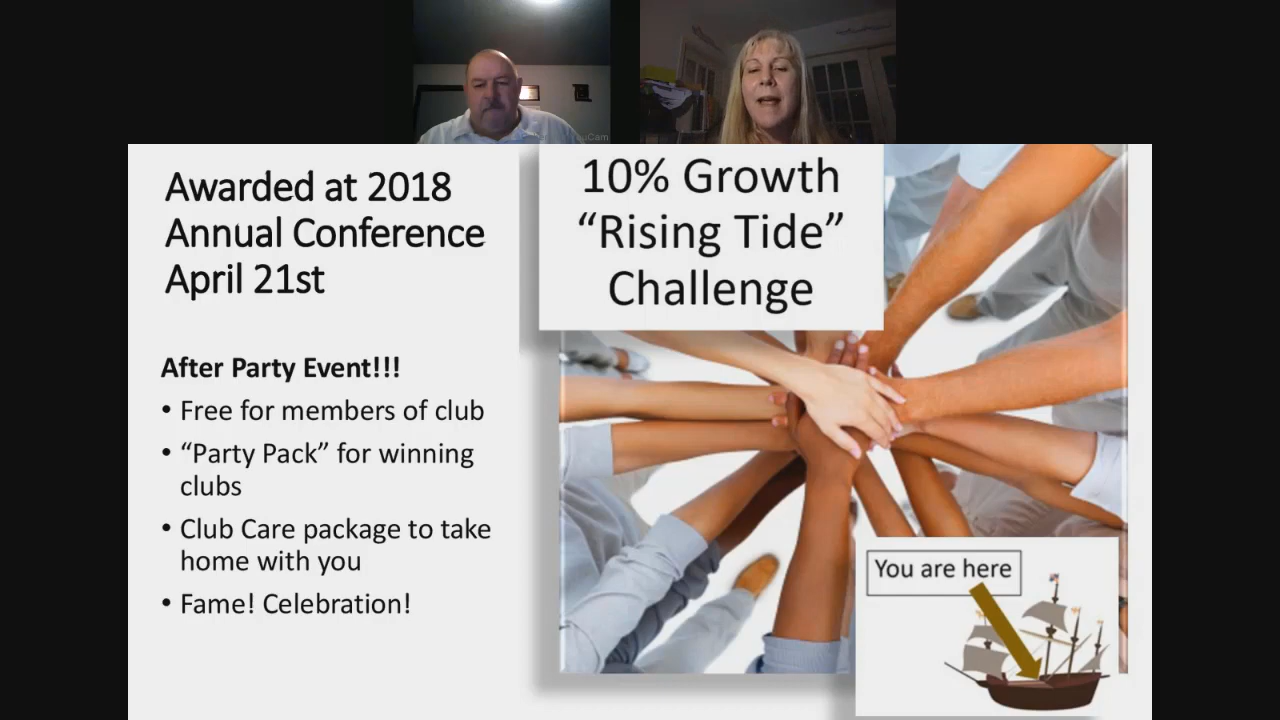 Awarded at 2018
Annual Conference
April 21st
After Party Event!!!
• Free for members of club
• “Party Pack” for winning
clubs
• Club Care package to take
home with you
• Fame! Celebration!
10% Growth
“Rising Tide”
Challenge
You are here